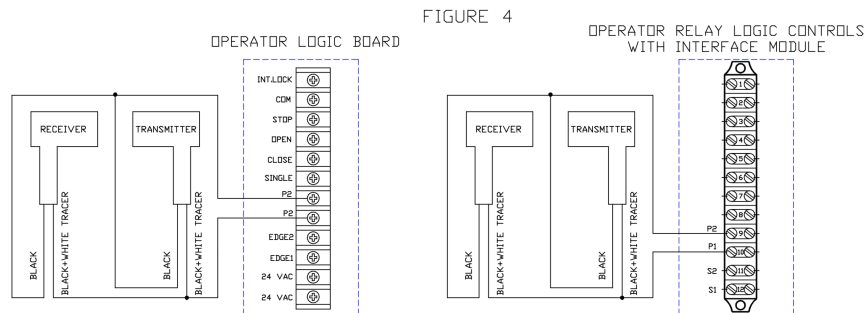 FIGURE 4
OPERATOR LOGIC BOARD
INT.LOCK
COM
STOP
OPEN
CLOSE
SINGLE
P2
P2
EDGE2
EDGE1
24 VAC
24 VAC
RECEIVER
TRANSMITTER
BLACK
BLACK+WHITE TRACER
BLACK
BLACK+WHITE TRACER
OPERATOR RELAY LOGIC CONTROLS
WITH INTERFACE MODULE
1
2
3
4
5
6
7
8
P2 9
P1 10
S2 11
S1 12
RECEIVER
TRANSMITTER
BLACK
BLACK+WHITE TRACER
BLACK
BLACK+WHITE TRACER